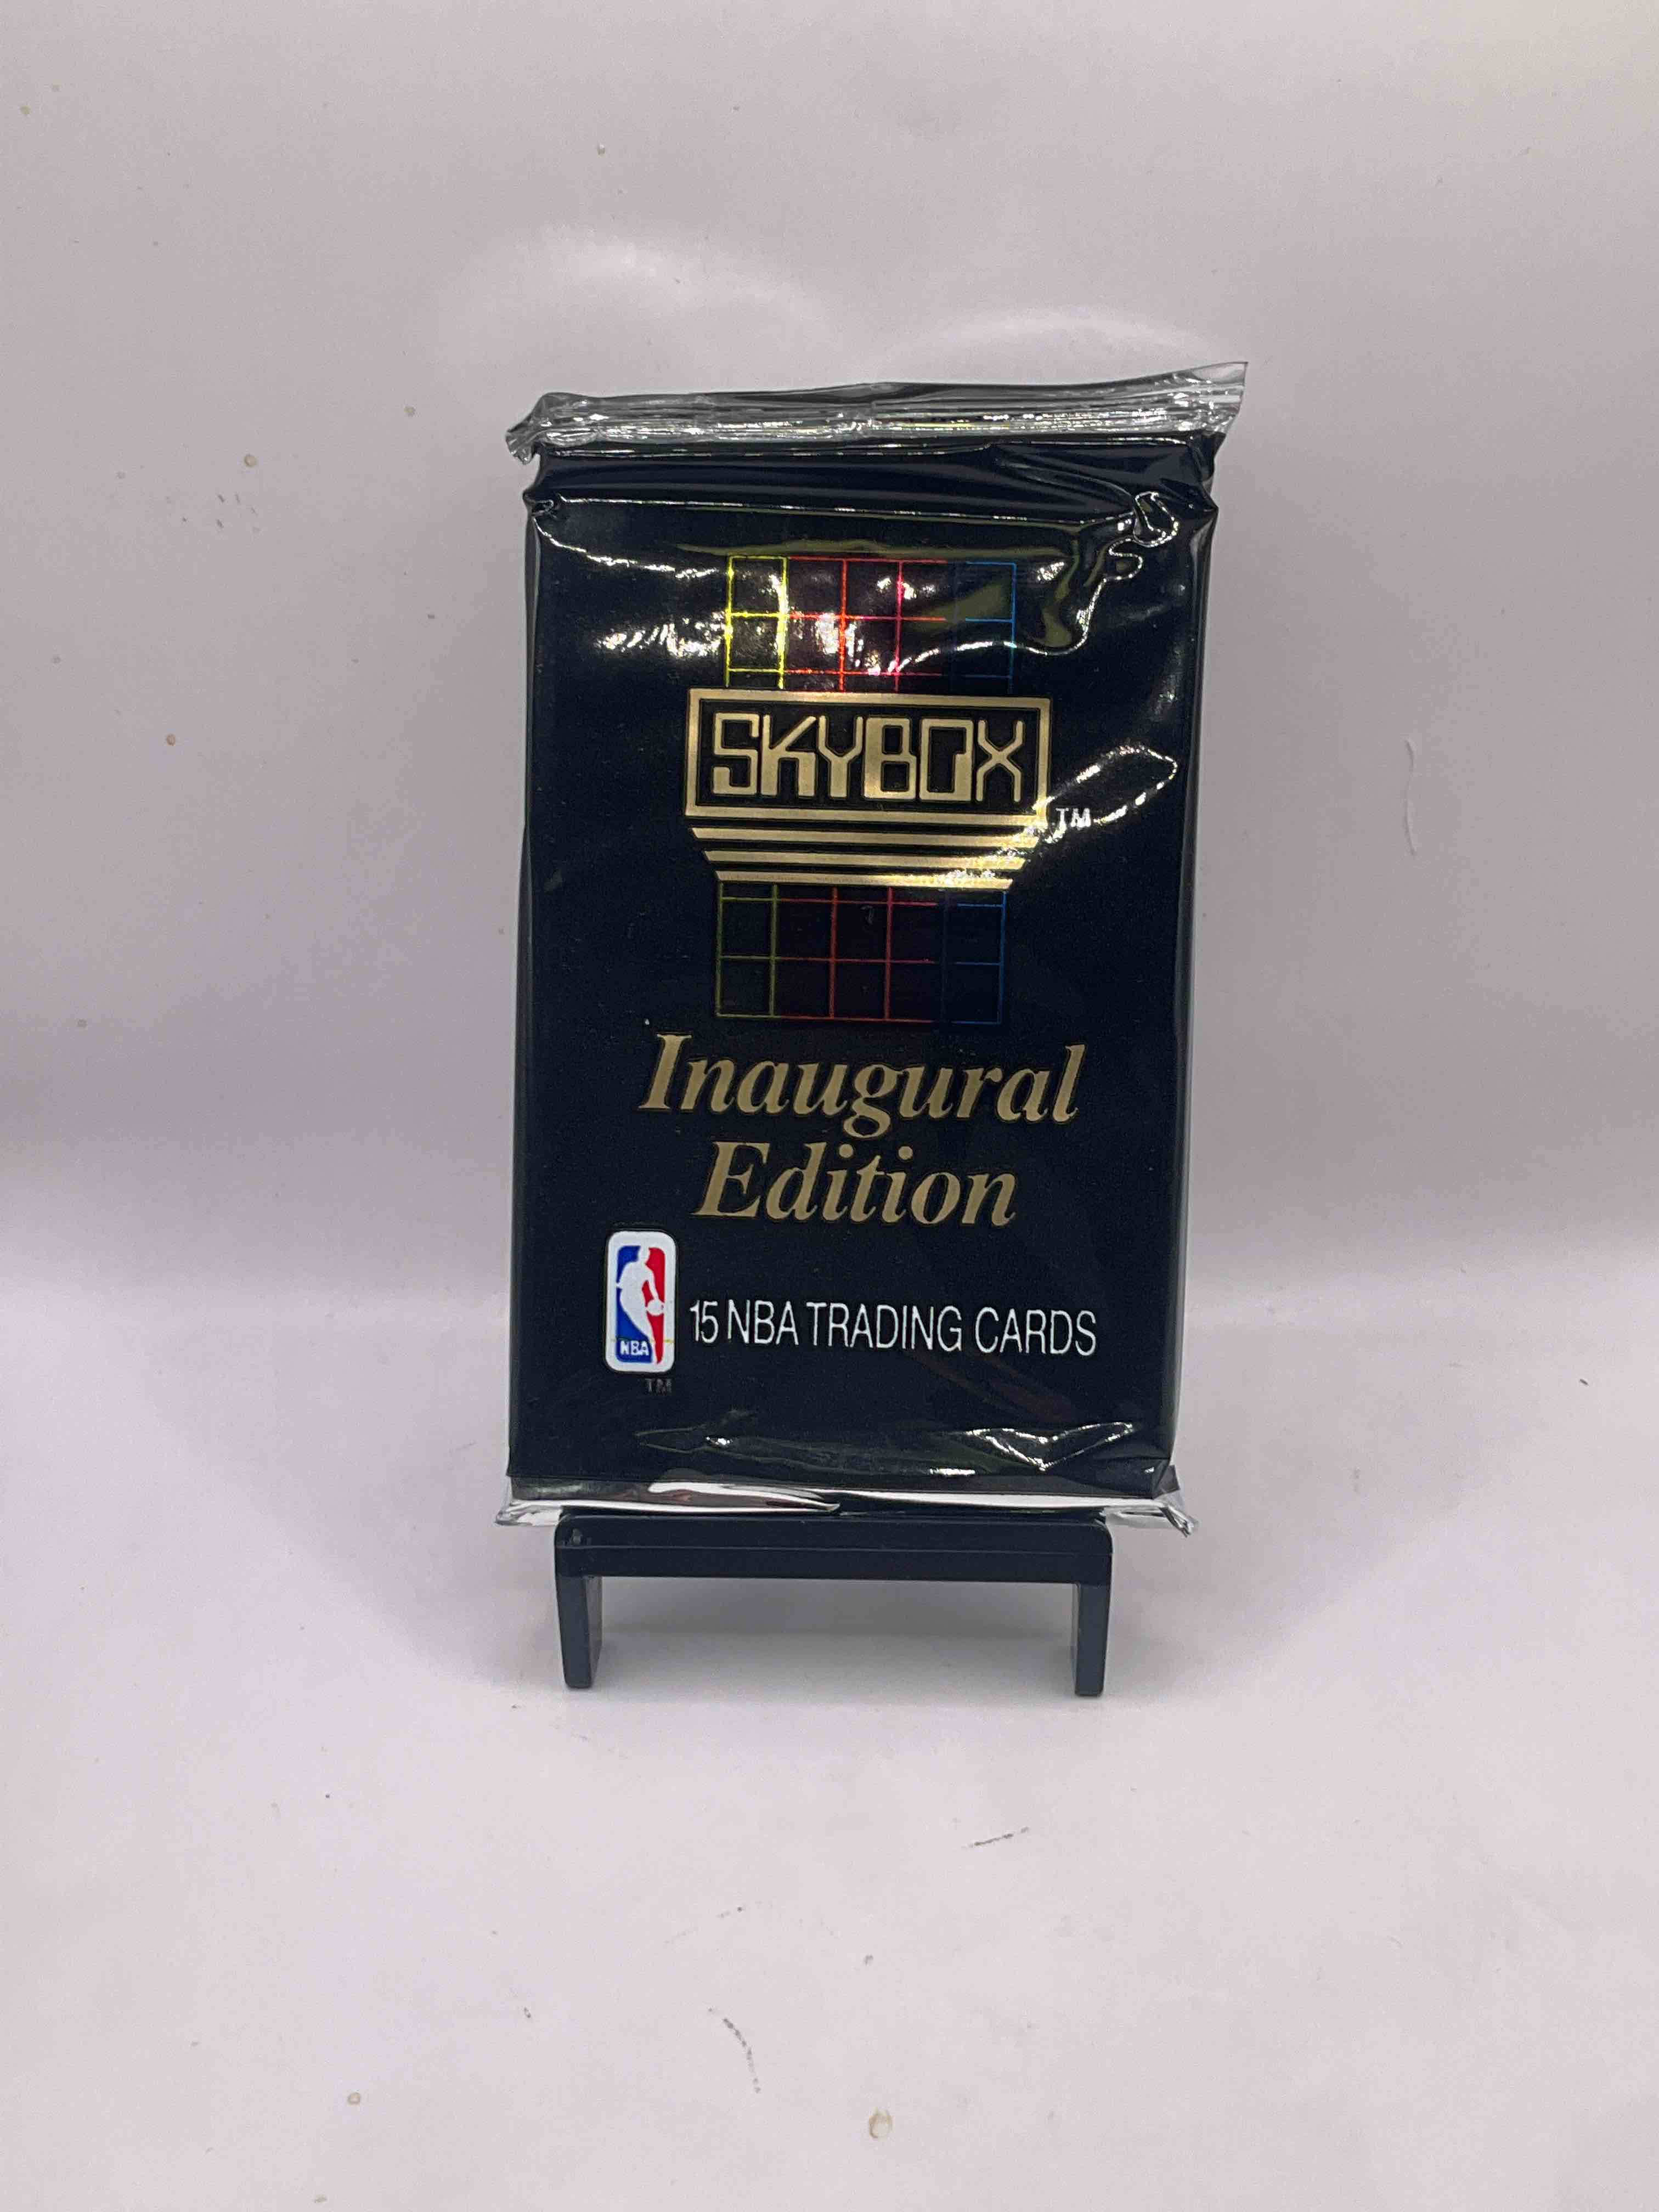 SKYBOX
TM
Inaugural
Edition
NBA
TM
15 NBA TRADING CARDS